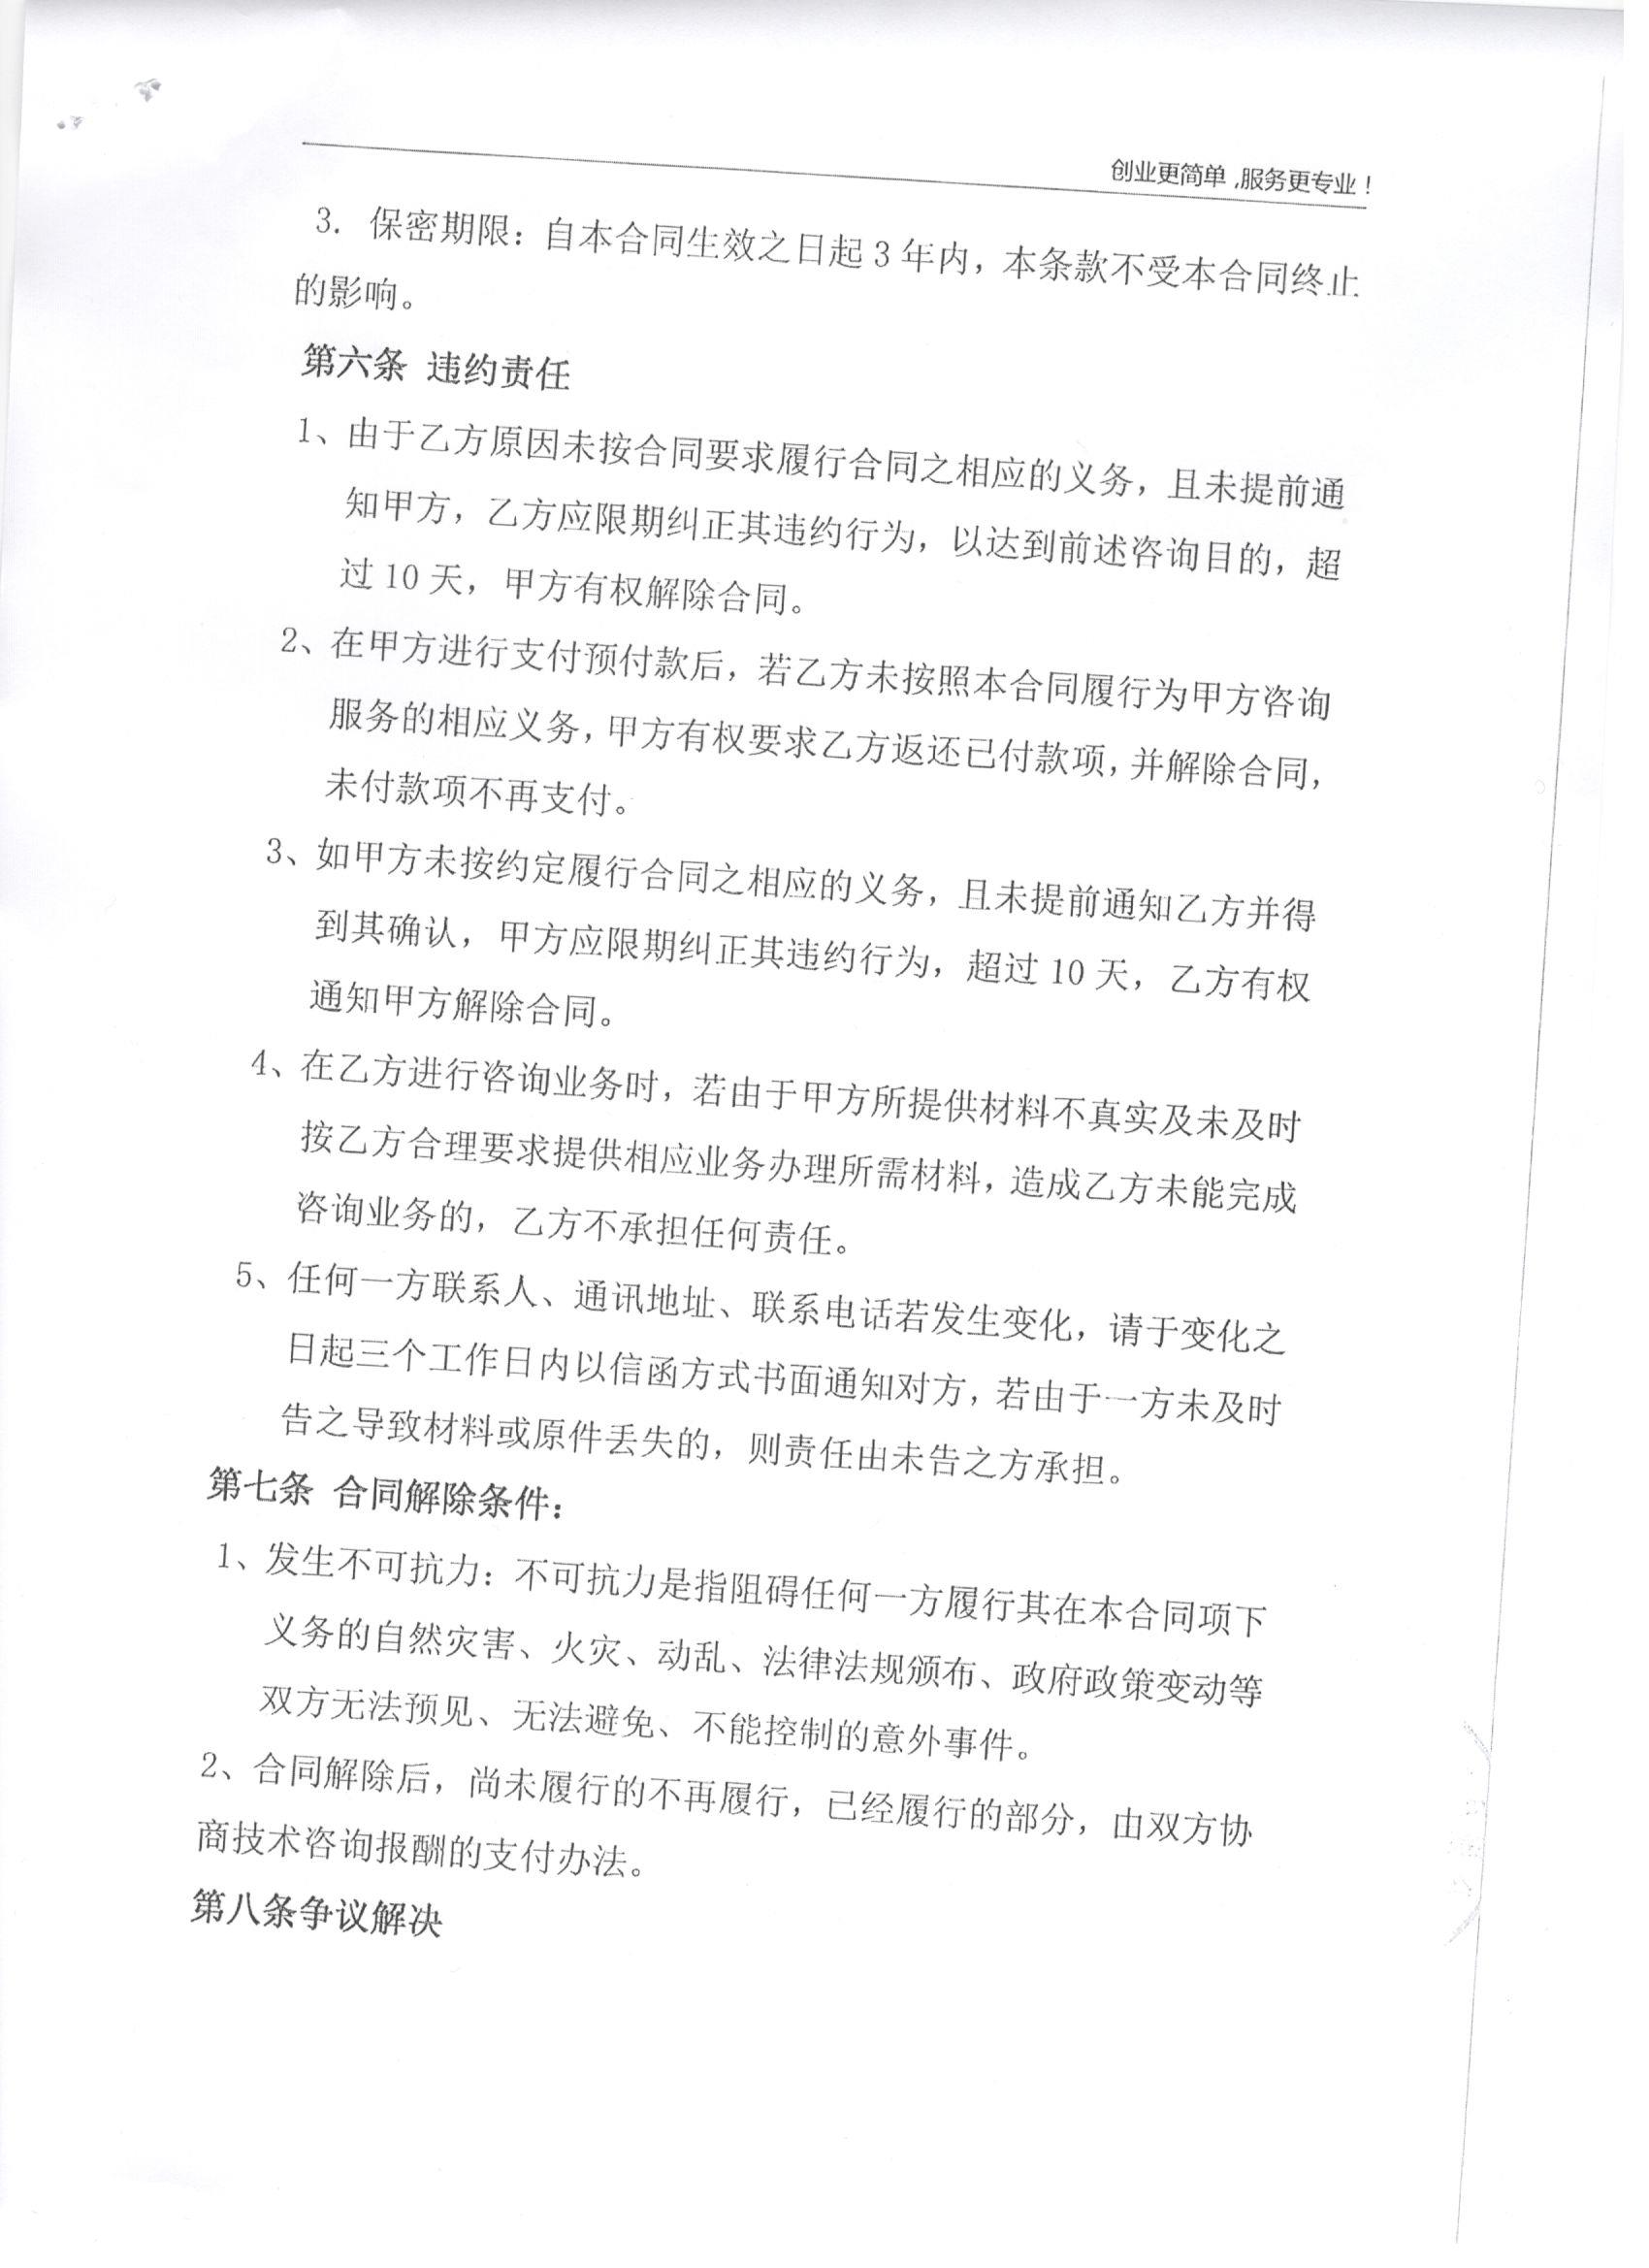 创业更简单,服务更专业!
3. 保密期限:自本合同生效之日起3年内,本条款不受本合同终止
的影响。
第六条 违约责任
1、由于乙方原因未按合同要求履行合同之相应的义务,且未提前通
知甲方,乙方应限期纠正其违约行为,以达到前述咨询目的,超
过10天,甲方有权解除合同。
2、在甲方进行支付预付款后,若乙方未按照本合同履行为甲方咨询
服务的相应义务,甲方有权要求乙方返还已付款项,并解除合同,
未付款项不再支付。
3、如甲方未按约定履行合同之相应的义务,且未提前通知乙方并得
到其确认,甲方应限期纠正其违约行为,超过10天,乙方有权
通知甲方解除合同。
4、在乙方进行咨询业务时,若由于甲方所提供材料不真实及未及时
按乙方合理要求提供相应业务办理所需材料,造成乙方未能完成
咨询业务的,乙方不承担任何责任。
5、任何一方联系人、通讯地址、联系电话若发生变化,请于变化之
日起三个工作日内以信函方式书面通知对方,若由于一方未及时
告之导致材料或原件丢失的,则责任由未告之方承担。
第七条 合同解除条件:
1、发生不可抗力:不可抗力是指阻碍任何一方履行其在本合同项下
义务的自然灾害、火灾、动乱、法律法规颁布、政府政策变动等
双方无法预见、无法避免、不能控制的意外事件。
2、合同解除后,尚未履行的不再履行,已经履行的部分,由双方协
商技术咨询报酬的支付办法。
第八条争议解决